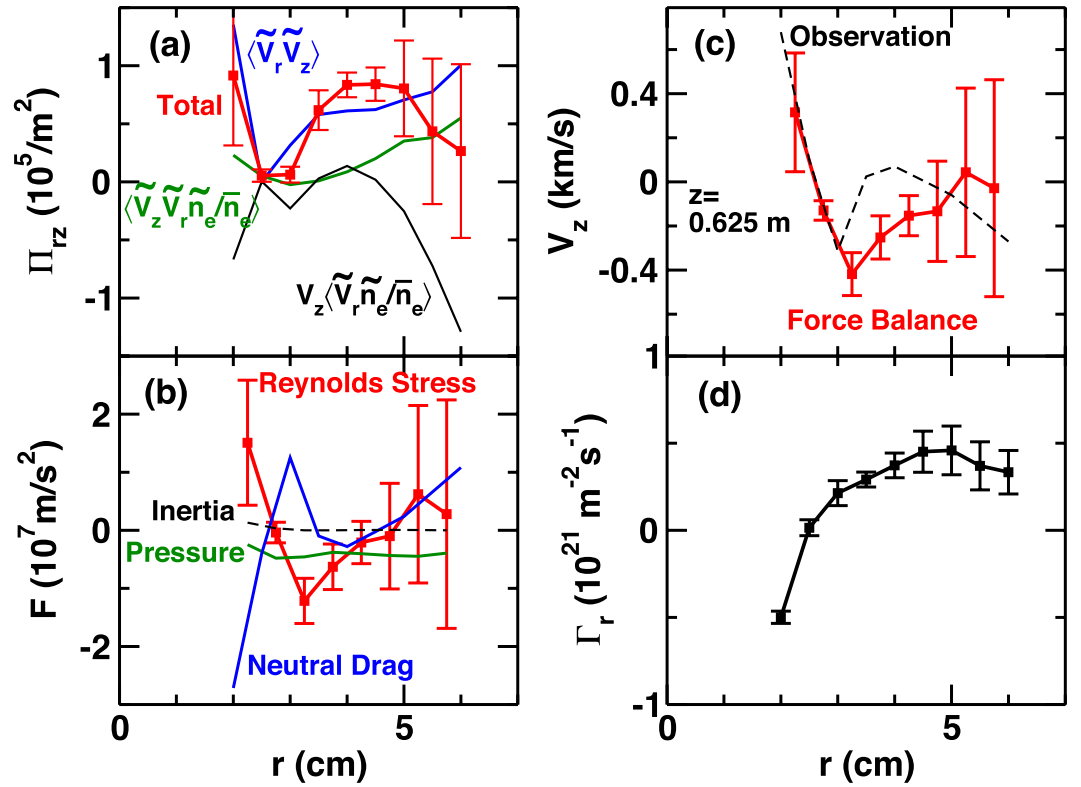 (a)
⟨Ṽ_r Ṽ_z⟩
Total
⟨Ṽ_z Ṽ_r ñ_e/n̄_e⟩
V_z⟨Ṽ_r ñ_e/n̄_e⟩
Π_rz (10^5/m^2)
1
0
-1
(b)
Reynolds Stress
Inertia
Pressure
Neutral Drag
F (10^7 m/s^2)
2
0
-2
0
5
r (cm)
(c)
Observation
z=
0.625 m
Force Balance
V_z (km/s)
0.4
0
-0.4
(d)
Γ_r (10^21 m^-2 s^-1)
1
0
-1
0
5
r (cm)